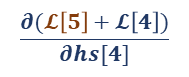 ∂(ℒ[5] + ℒ[4])
∂hs[4]